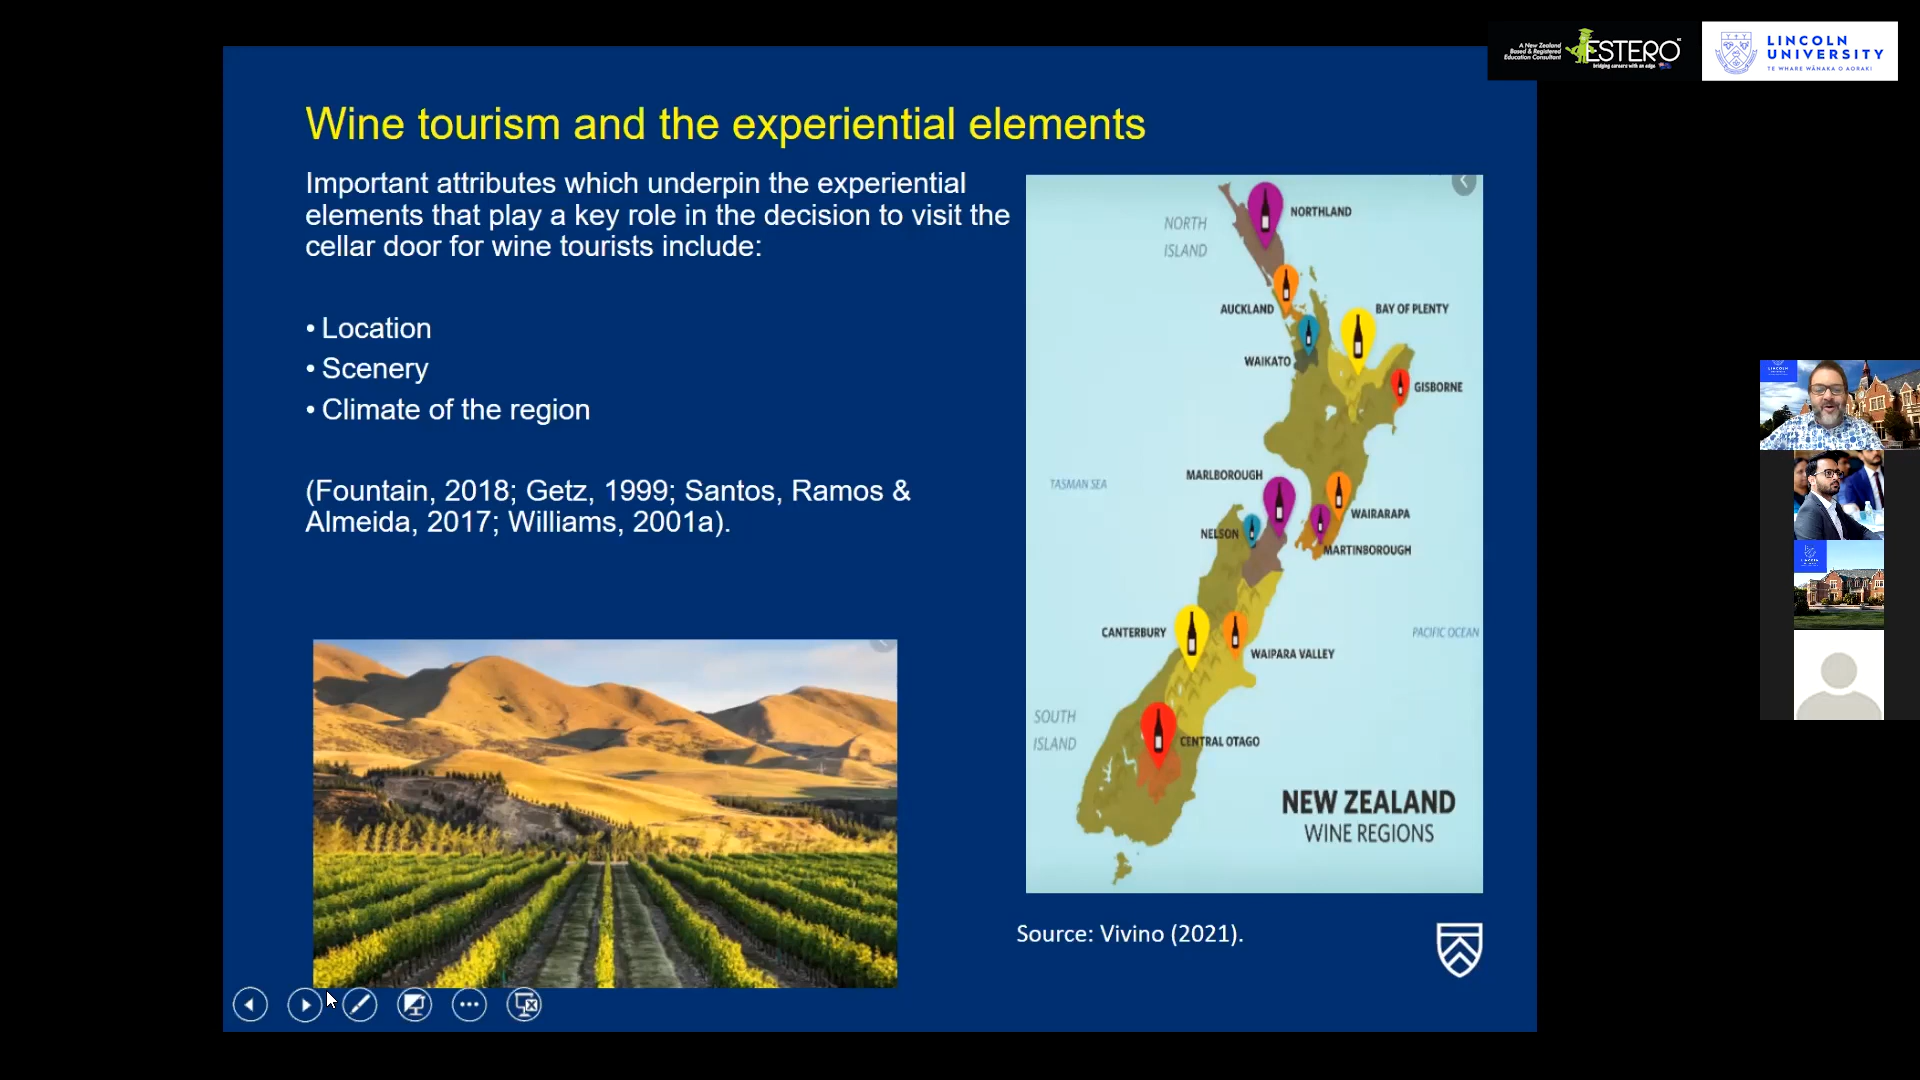 A New Zealand
Based & Registered
Education Consultant
ESTERO
bridging careers with an edge
LINCOLN
UNIVERSITY
TE WHARE WĀNAKA O AORAKI
Wine tourism and the experiential elements
Important attributes which underpin the experiential
elements that play a key role in the decision to visit the
cellar door for wine tourists include:
• Location
• Scenery
• Climate of the region
(Fountain, 2018; Getz, 1999; Santos, Ramos &
Almeida, 2017; Williams, 2001a).
NORTH
ISLAND
NORTHLAND
AUCKLAND
BAY OF PLENTY
WAIKATO
GISBORNE
MARLBOROUGH
TASMAN SEA
WAIRARAPA
NELSON
MARTINBOROUGH
CANTERBURY
PACIFIC OCEAN
WAIPARA VALLEY
SOUTH
ISLAND
CENTRAL OTAGO
NEW ZEALAND
WINE REGIONS
Source: Vivino (2021).